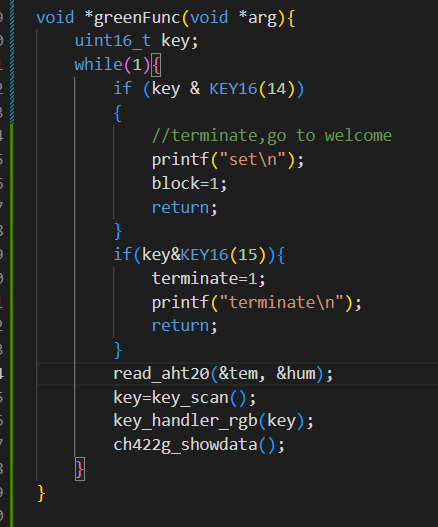 void *greenFunc(void *arg){
    uint16_t key;
    while(1){
        if (key & KEY16(14))
        {
            //terminate,go to welcome
            printf("set\n");
            block=1;
            return;
        }
        if(key&KEY16(15)){
            terminate=1;
            printf("terminate\n");
            return;
        }
        read_aht20(&tem, &hum);
        key=key_scan();
        key_handler_rgb(key);
        ch422g_showdata();
    }
}